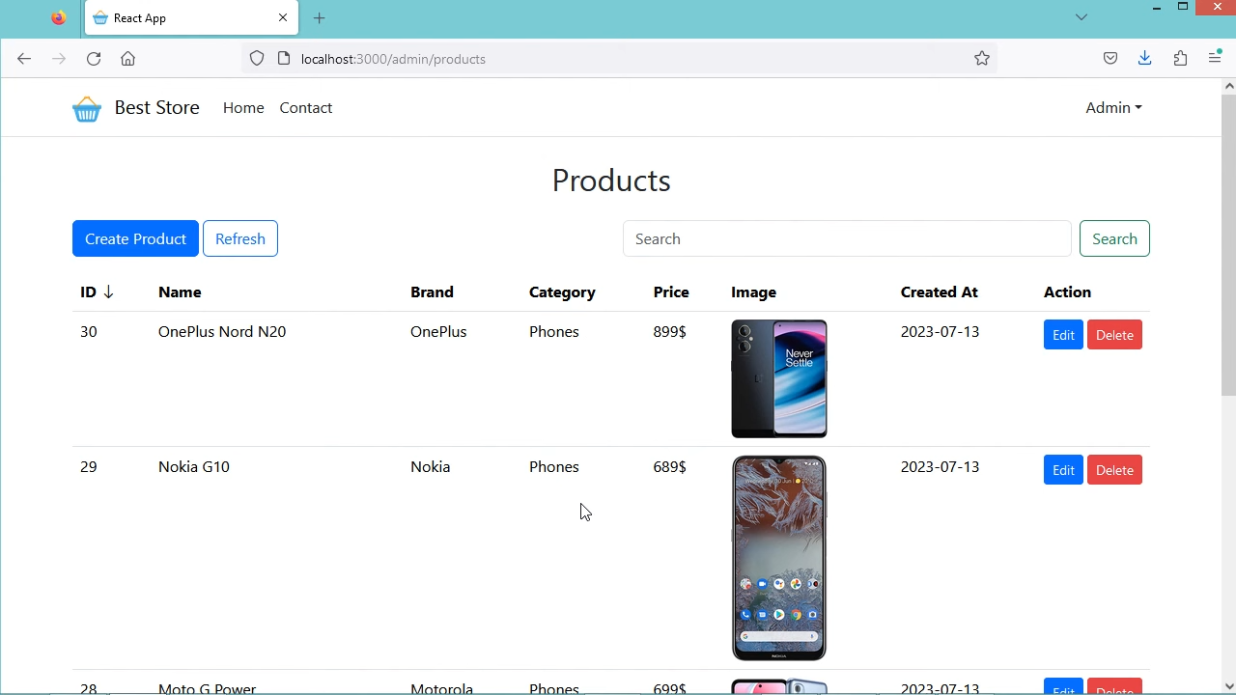 React App
localhost:3000/admin/products
Best Store Home Contact Admin
Products
Create Product Refresh Search Search
ID Name Brand Category Price Image Created At Action
30 OnePlus Nord N20 OnePlus Phones 899$ 2023-07-13 Edit Delete
Never
Settle
29 Nokia G10 Nokia Phones 689$ 2023-07-13 Edit Delete
NOKIA
28 Moto G Power Motorola Phones 699$ 2023-07-13 Edit Delete